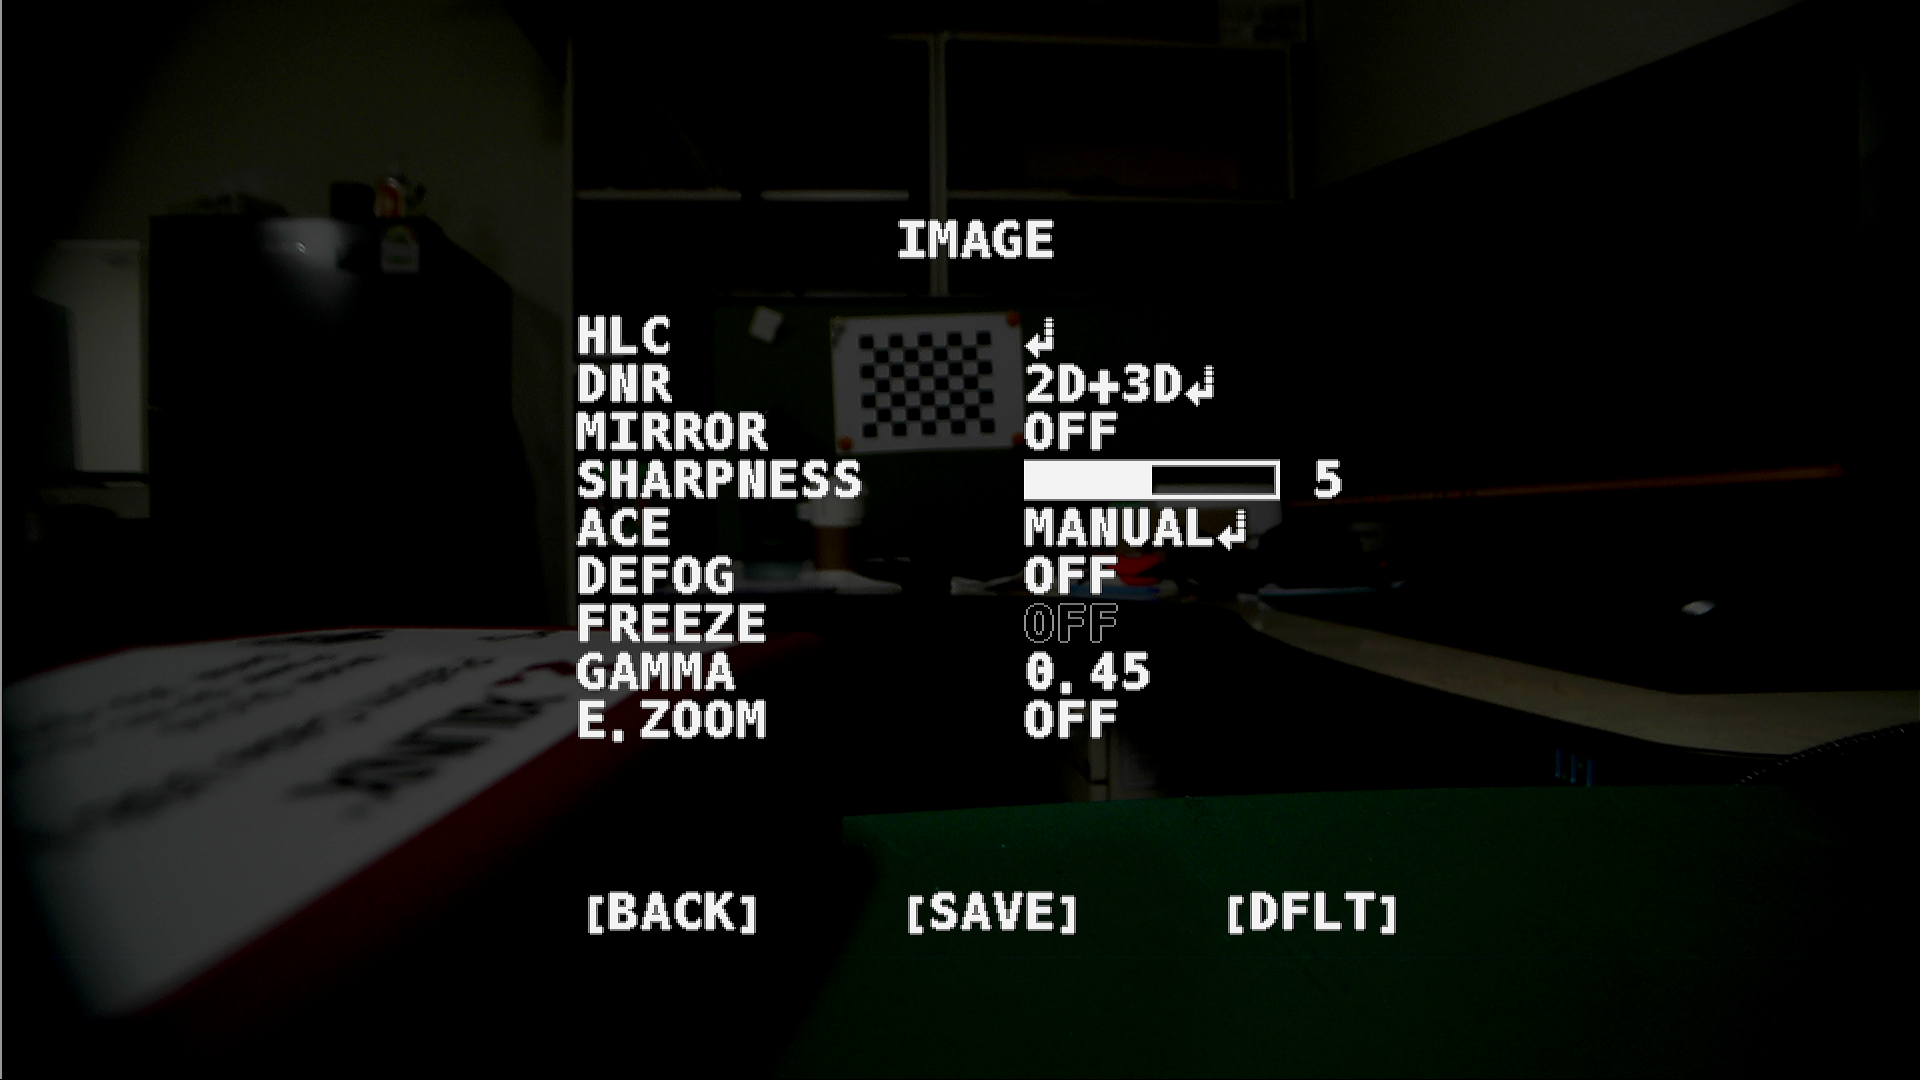 IMAGE
HLC ↲
DNR 2D+3D↲
MIRROR OFF
SHARPNESS 5
ACE MANUAL↲
DEFOG OFF
FREEZE OFF
GAMMA 0.45
E.ZOOM OFF
[BACK] [SAVE] [DFLT]